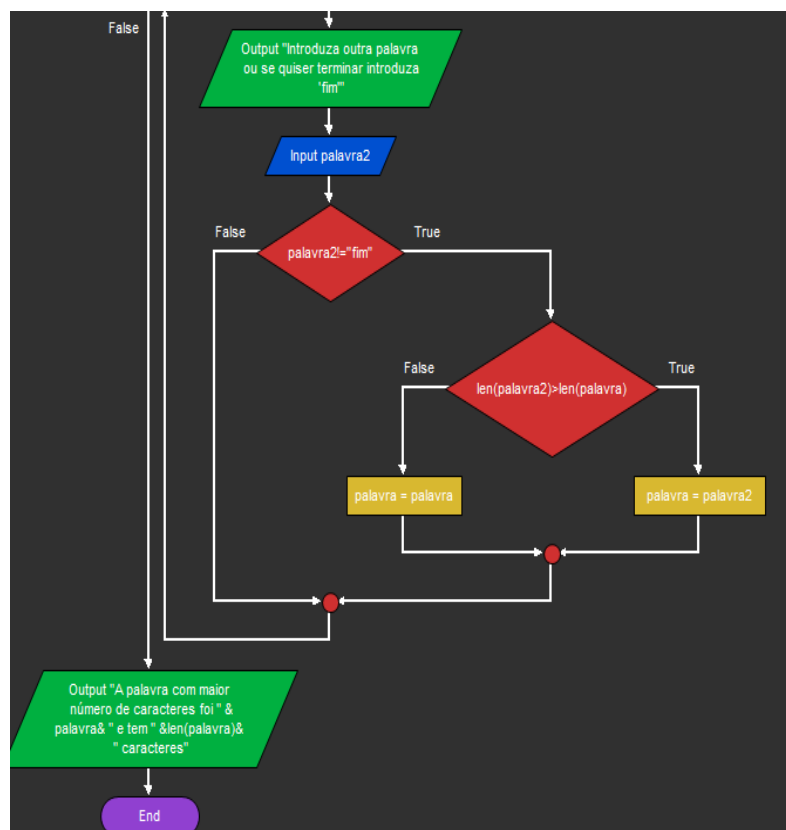 False
Output "Introduza outra palavra
ou se quiser terminar introduza
'fim'"
Input palavra2
False
True
palavra2!="fim"
False
True
len(palavra2)>len(palavra)
palavra = palavra
palavra = palavra2
Output "A palavra com maior
número de caracteres foi " &
palavra& " e tem " &len(palavra)&
" caracteres"
End